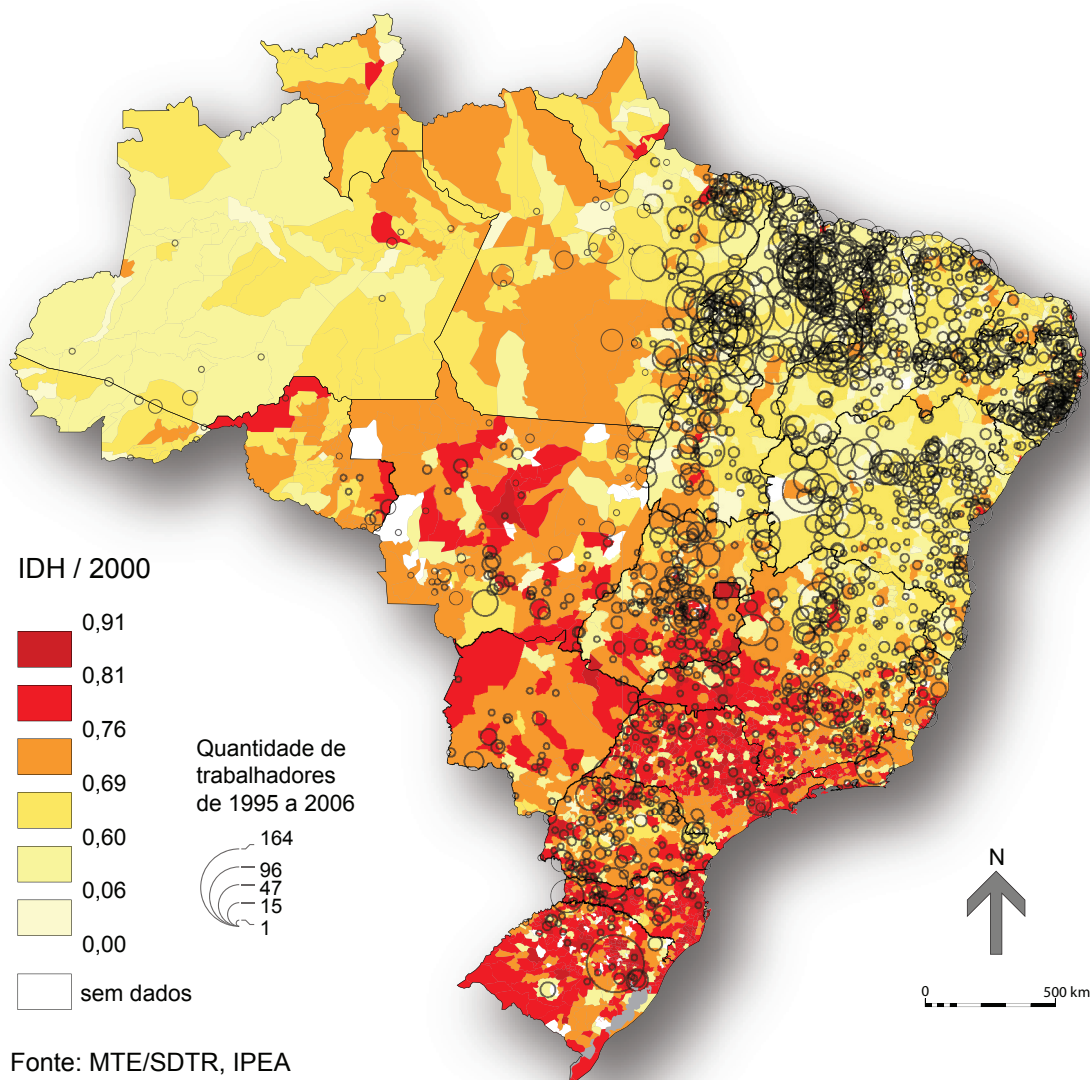 IDH / 2000
0,91
0,81
0,76
0,69
0,60
0,06
0,00
sem dados
Quantidade de
trabalhadores
de 1995 a 2006
164
96
47
15
1
N
0 500 km
Fonte: MTE/SDTR, IPEA